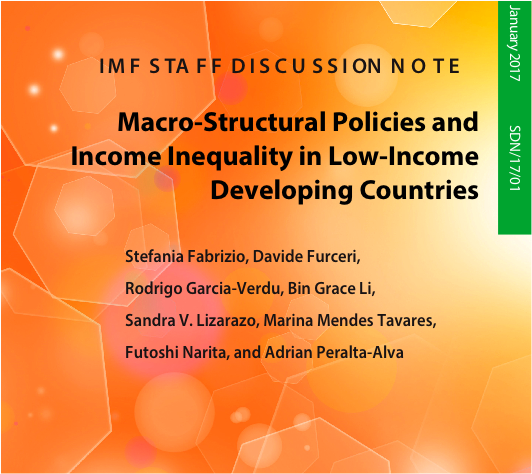 IMF STAFF DISCUSSION NOTE
January 2017
SDN/17/01
Macro-Structural Policies and
Income Inequality in Low-Income
Developing Countries
Stefania Fabrizio, Davide Furceri,
Rodrigo Garcia-Verdu, Bin Grace Li,
Sandra V. Lizarazo, Marina Mendes Tavares,
Futoshi Narita, and Adrian Peralta-Alva